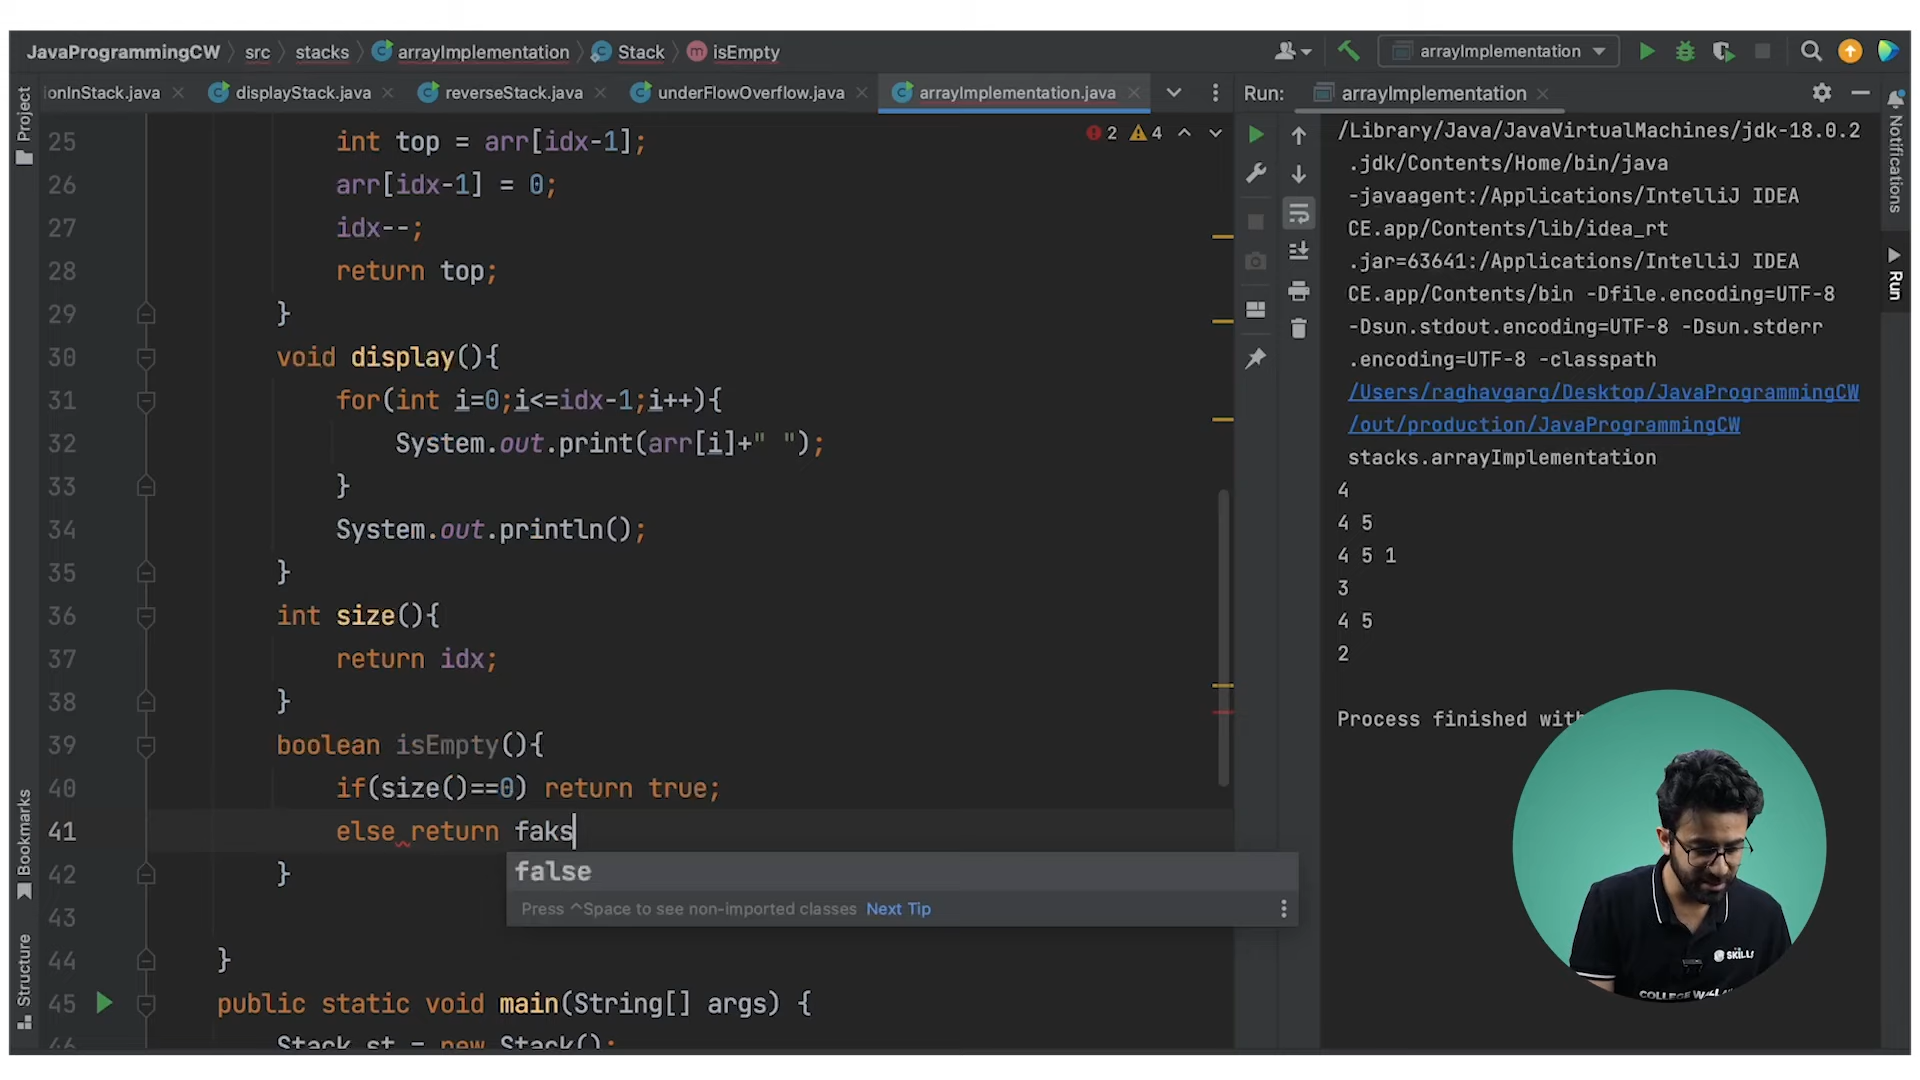 JavaProgrammingCW src stacks arrayImplementation Stack isEmpty
arrayImplementation
ionInStack.java displayStack.java reverseStack.java underFlowOverflow.java arrayImplementation.java
Run: arrayImplementation
Project
2 4
25 int top = arr[idx-1];
26 arr[idx-1] = 0;
27 idx--;
28 return top;
29 }
30 void display(){
31 for(int i=0;i<=idx-1;i++){
32 System.out.print(arr[i]+" ");
33 }
34 System.out.println();
35 }
36 int size(){
37 return idx;
38 }
39 boolean isEmpty(){
40 if(size()==0) return true;
41 else return faks
false
42 }
Press ^Space to see non-imported classes Next Tip
43
44 }
45 public static void main(String[] args) {
46 Stack st = new Stack();
Bookmarks
Structure
/Library/Java/JavaVirtualMachines/jdk-18.0.2
.jdk/Contents/Home/bin/java
-javaagent:/Applications/IntelliJ IDEA
CE.app/Contents/lib/idea_rt
.jar=63641:/Applications/IntelliJ IDEA
CE.app/Contents/bin -Dfile.encoding=UTF-8
-Dsun.stdout.encoding=UTF-8 -Dsun.stderr
.encoding=UTF-8 -classpath
/Users/raghavgarg/Desktop/JavaProgrammingCW
/out/production/JavaProgrammingCW
stacks.arrayImplementation
4
4 5
4 5 1
3
4 5
2
Process finished with
Notifications
Run
SKILLS
COLLEGE WALLAH